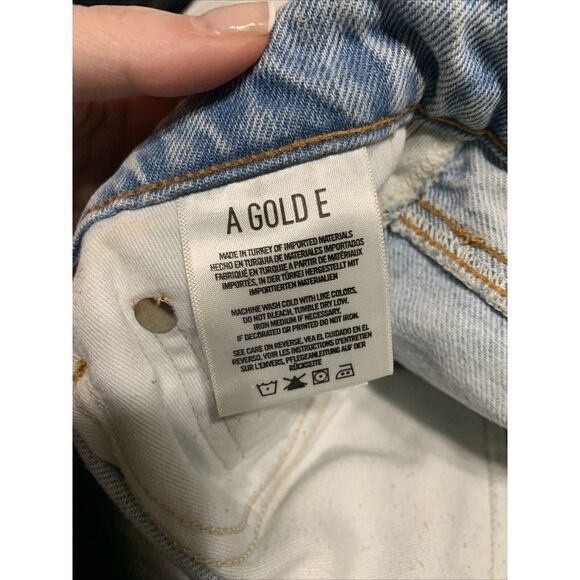 A GOLD E
MADE IN TURKEY OF IMPORTED MATERIALS
HECHO EN TURQUIA DE MATERIALES IMPORTADOS
FABRIQUÉ EN TURQUIE A PARTIR DE MATÉRIAUX
IMPORTÉS, IN DER TÜRKEI HERGESTELLT MIT
IMPORTIERTEN MATERIALIEN
MACHINE WASH COLD WITH LIKE COLORS,
DO NOT BLEACH, TUMBLE DRY LOW.
IRON MEDIUM IF NECESSARY.
IF DECORATED OR PRINTED DO NOT IRON.
SEE CARE ON REVERSE, VEA EL CUIDADO EN EL
REVERSO, VOIR LES INSTRUCTIONS D'ENTRETIEN
SUR L'ENVERS, PFLEGEANLEITUNG AUF DER
RÜCKSEITE